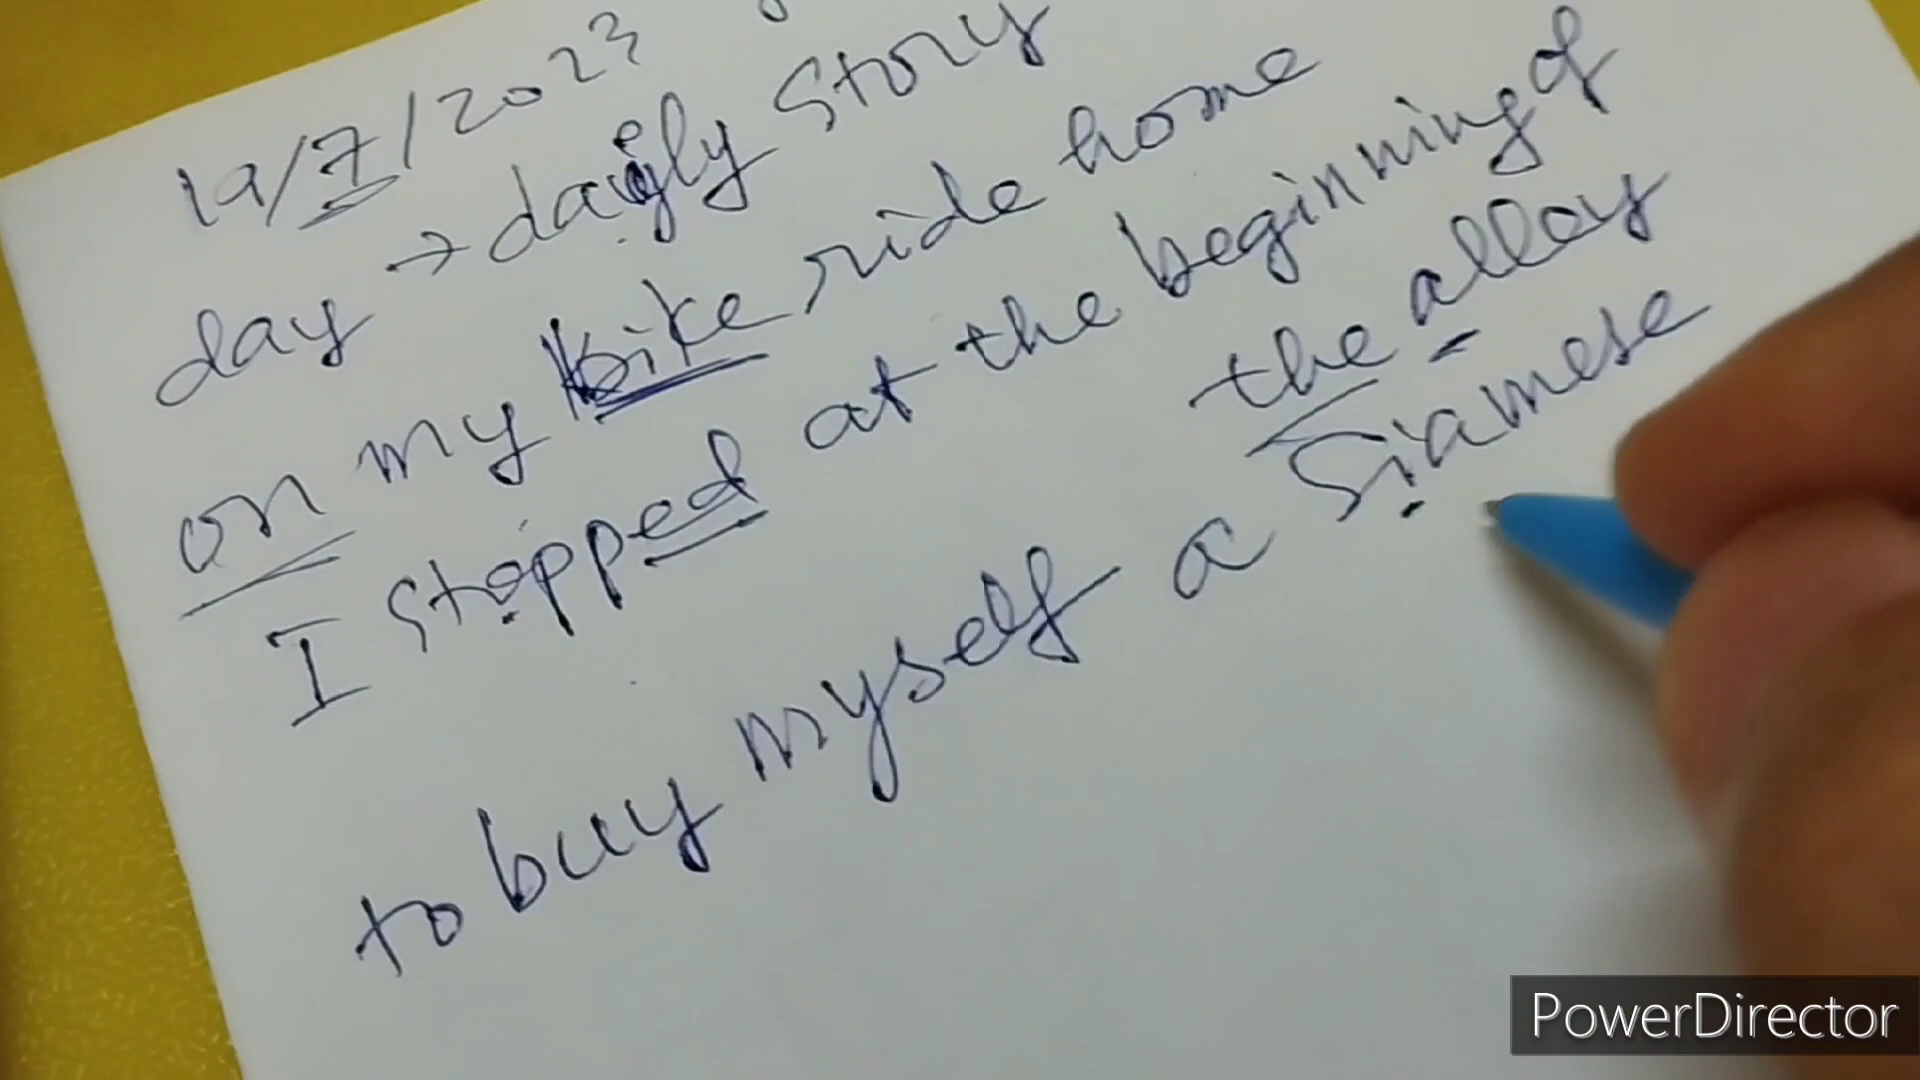 19/7/2023
day → daily story
on my bike ride home
I stopped at the beginning of
the alloy
to buy myself a Siamese
PowerDirector